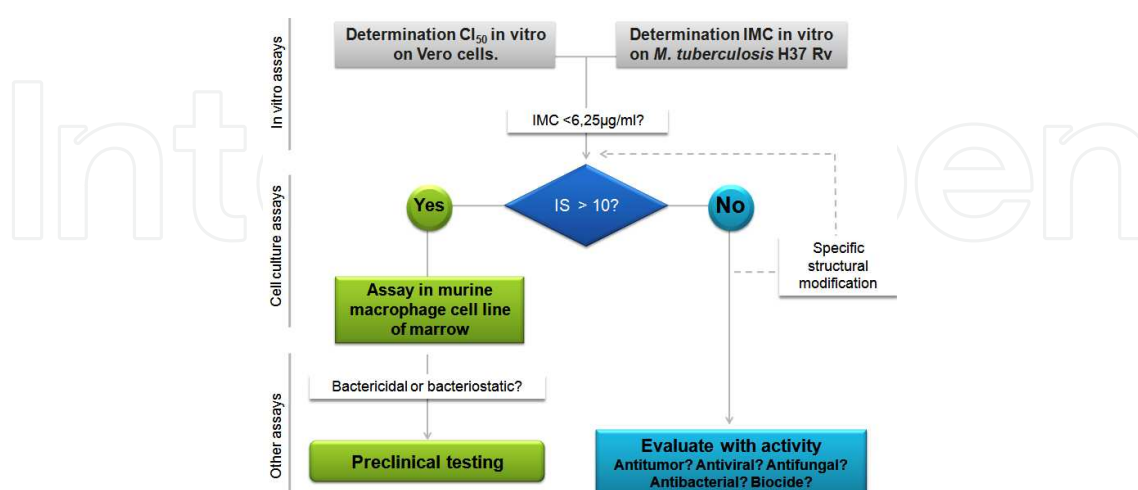 Determination CI50 in vitro
on Vero cells.
Determination IMC in vitro
on M. tuberculosis H37 Rv
In vitro assays
IMC <6,25µg/ml?
Cell culture assays
Yes
IS > 10?
No
Specific
structural
modification
Assay in murine
macrophage cell line
of marrow
Other assays
Bactericidal or bacteriostatic?
Preclinical testing
Evaluate with activity
Antitumor? Antiviral? Antifungal?
Antibacterial? Biocide?